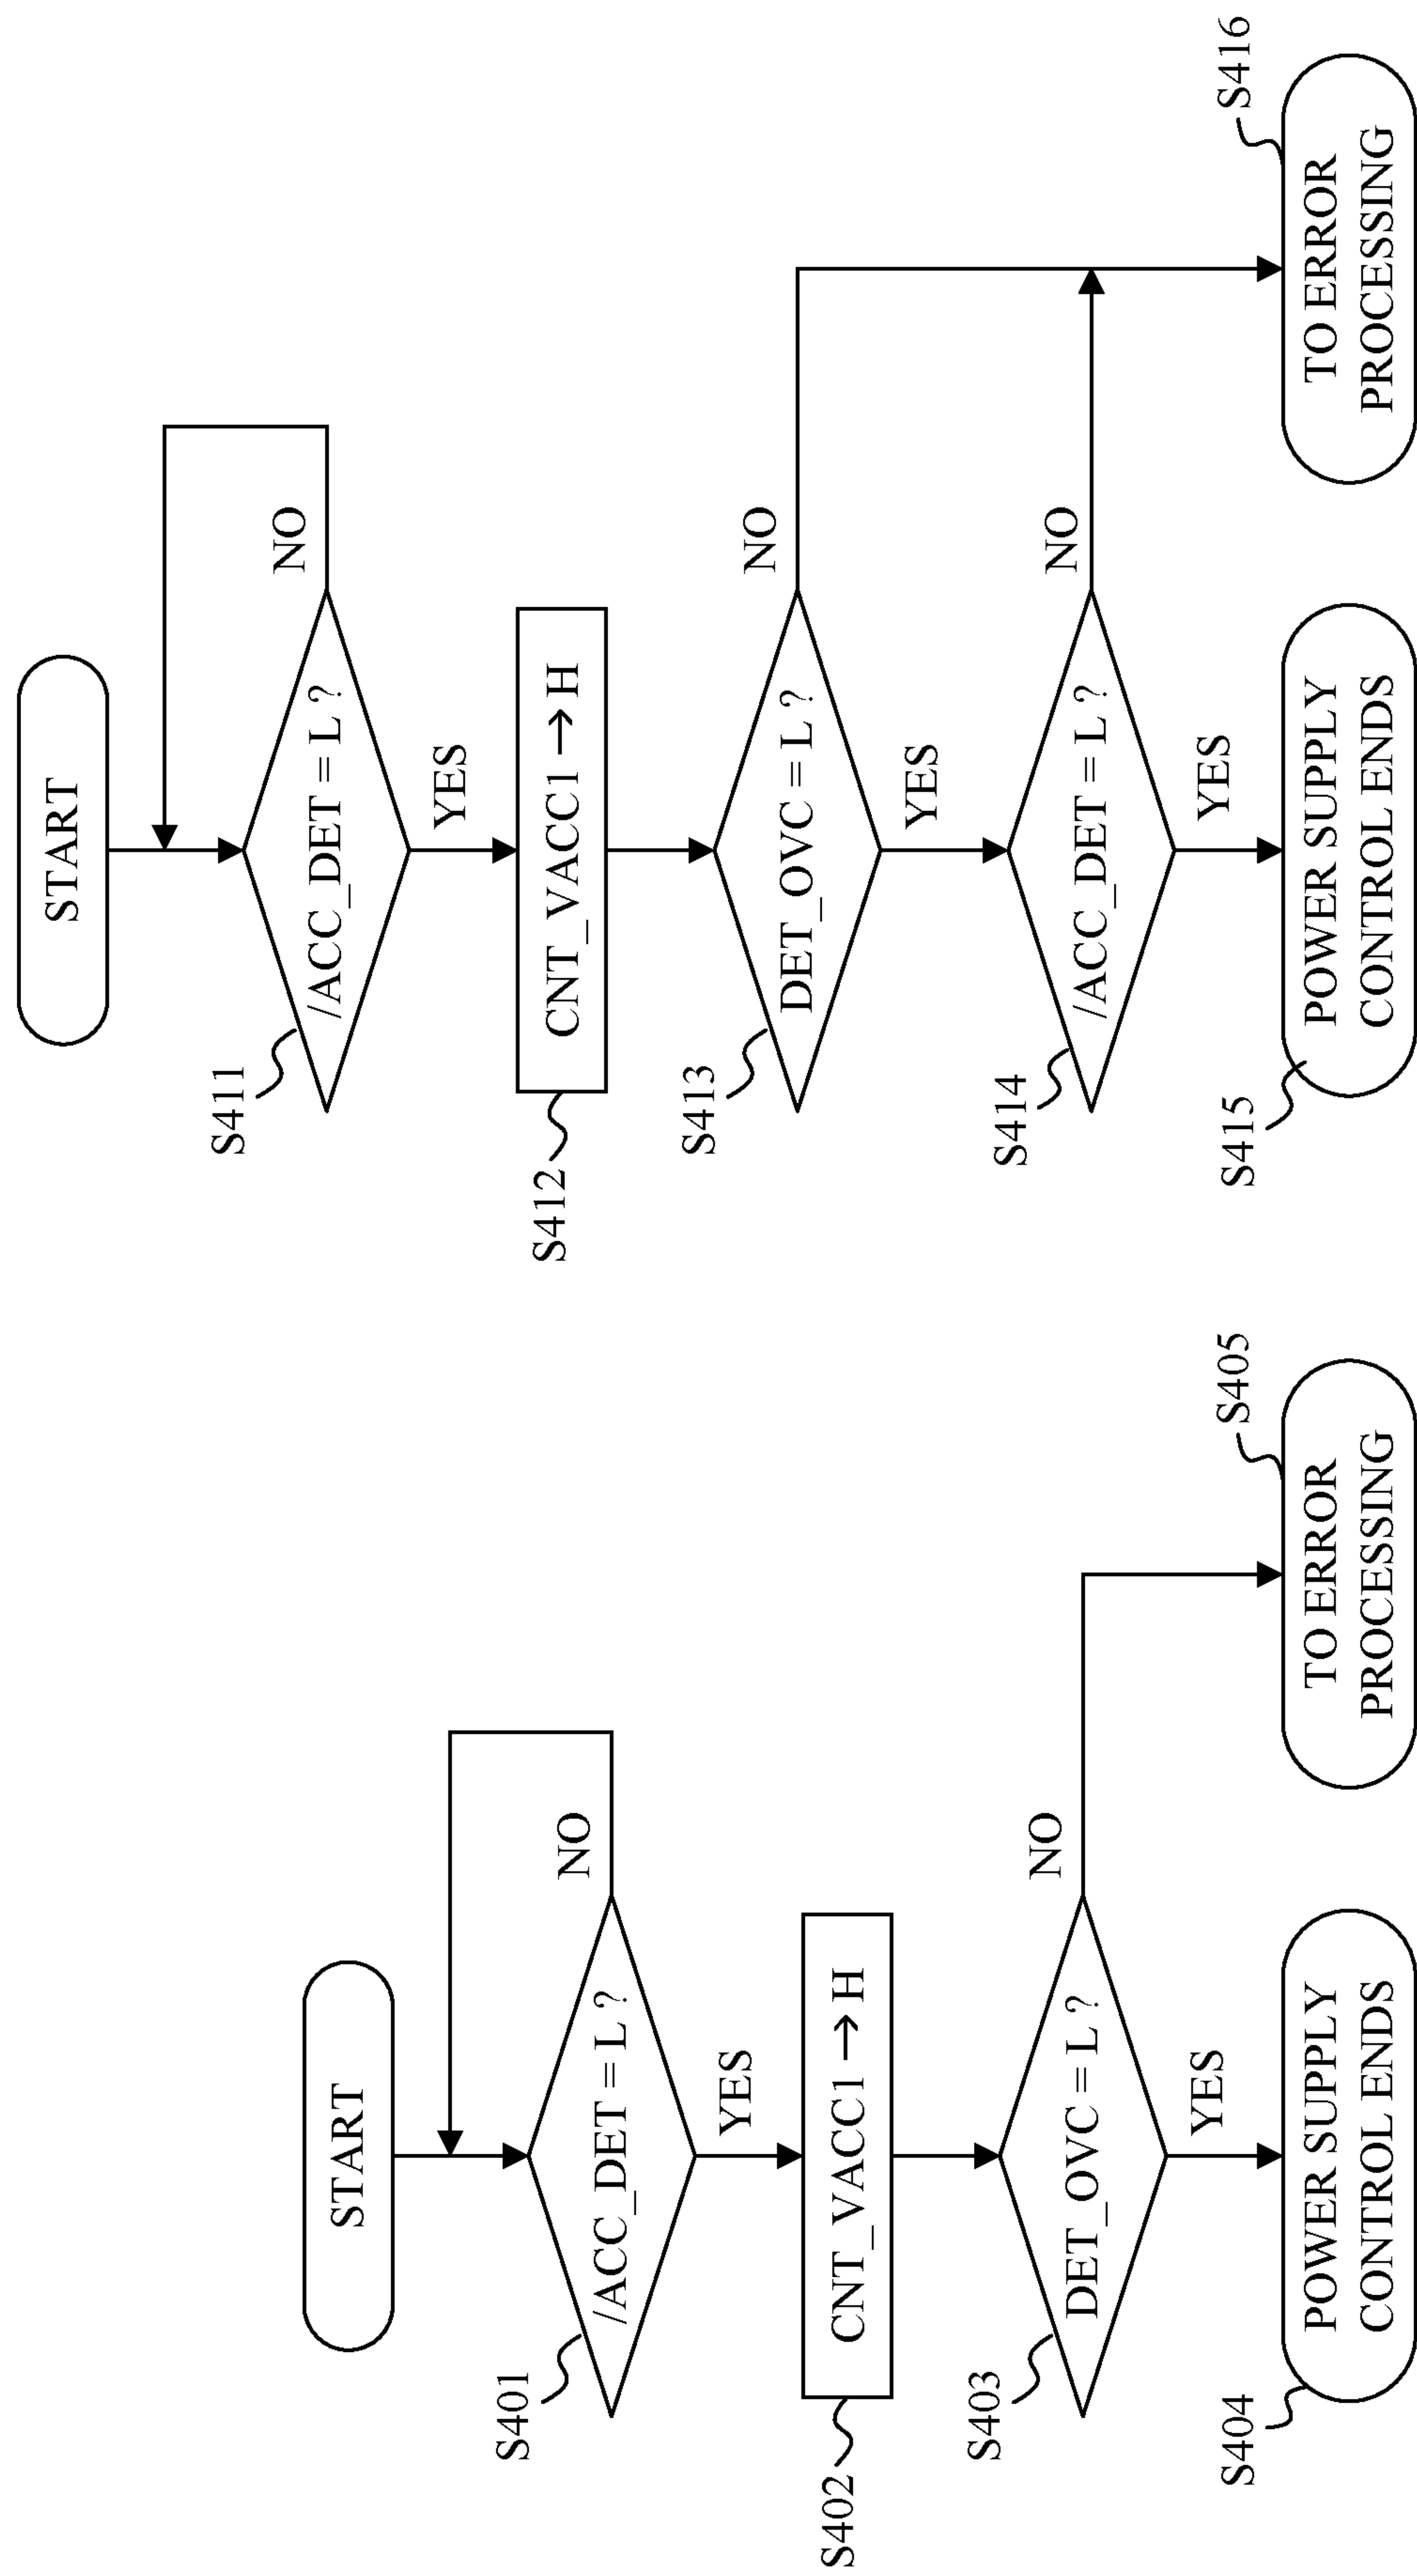 START
S401
/ACC_DET = L ?
NO
YES
S402
CNT_VACC1 → H
S403
DET_OVC = L ?
NO
YES
S404
POWER SUPPLY
CONTROL ENDS
S405
TO ERROR
PROCESSING
START
S411
/ACC_DET = L ?
NO
YES
S412
CNT_VACC1 → H
S413
DET_OVC = L ?
NO
YES
S414
/ACC_DET = L ?
NO
YES
S415
POWER SUPPLY
CONTROL ENDS
S416
TO ERROR
PROCESSING